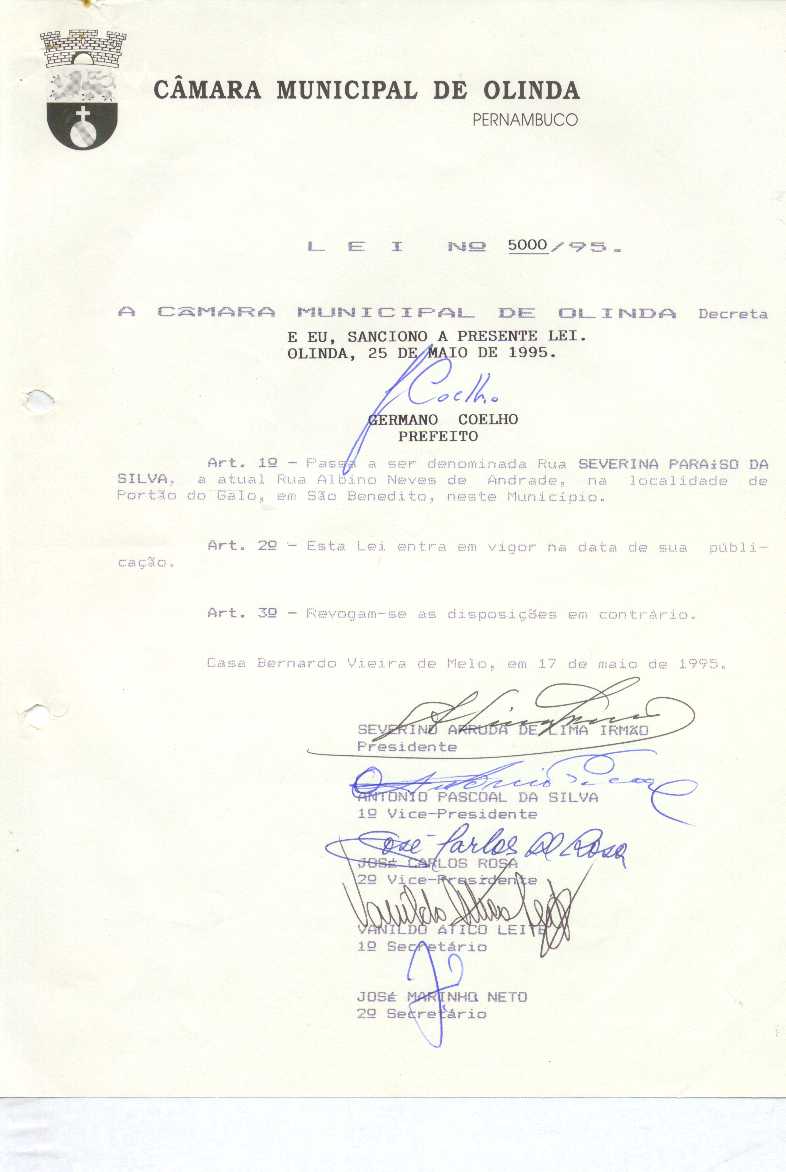 CÂMARA MUNICIPAL DE OLINDA
PERNAMBUCO
L E I Nº 5000/95.
A CâMARA MUNICIPAL DE OLINDA Decreta
E EU, SANCIONO A PRESENTE LEI.
OLINDA, 25 DE MAIO DE 1995.
Coelho
GERMANO COELHO
PREFEITO
Art. 1º - Passa a ser denominada Rua SEVERINA PARAíSO DA
SILVA, a atual Rua Albino Neves de Andrade, na localidade de
Portão do Galo, em São Benedito, neste Município.
Art. 2º - Esta Lei entra em vigor na data de sua públi-
cação.
Art. 3º - Revogam-se as disposições em contrário.
Casa Bernardo Vieira de Melo, em 17 de maio de 1995.
SEVERINO ARRUDA DE LIMA IRMÃO
Presidente
ANTONIO PASCOAL DA SILVA
1º Vice-Presidente
José Carlos de Rosa
JOSÉ CARLOS ROSA
2º Vice-Presidente
VANILDO ÁTICO LEITE
1º Secretário
JOSÉ MARINHO NETO
2º Secretário